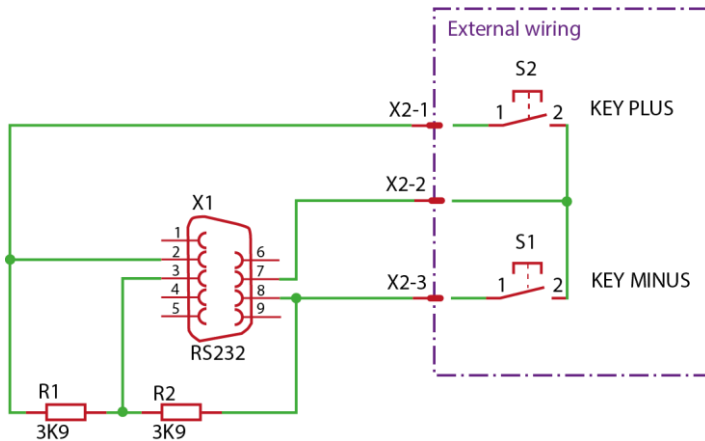 External wiring
S2
X2-1
1 2
KEY PLUS
X2-2
X1
S1
X2-3
1 2
KEY MINUS
1
2
3
4
5
6
7
8
9
RS232
R1
3K9
R2
3K9